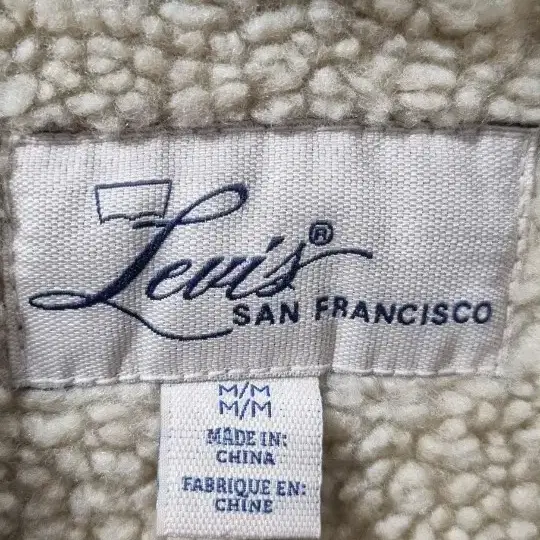 Levi's®
SAN FRANCISCO
M/M
M/M
MADE IN:
CHINA
FABRIQUE EN:
CHINE